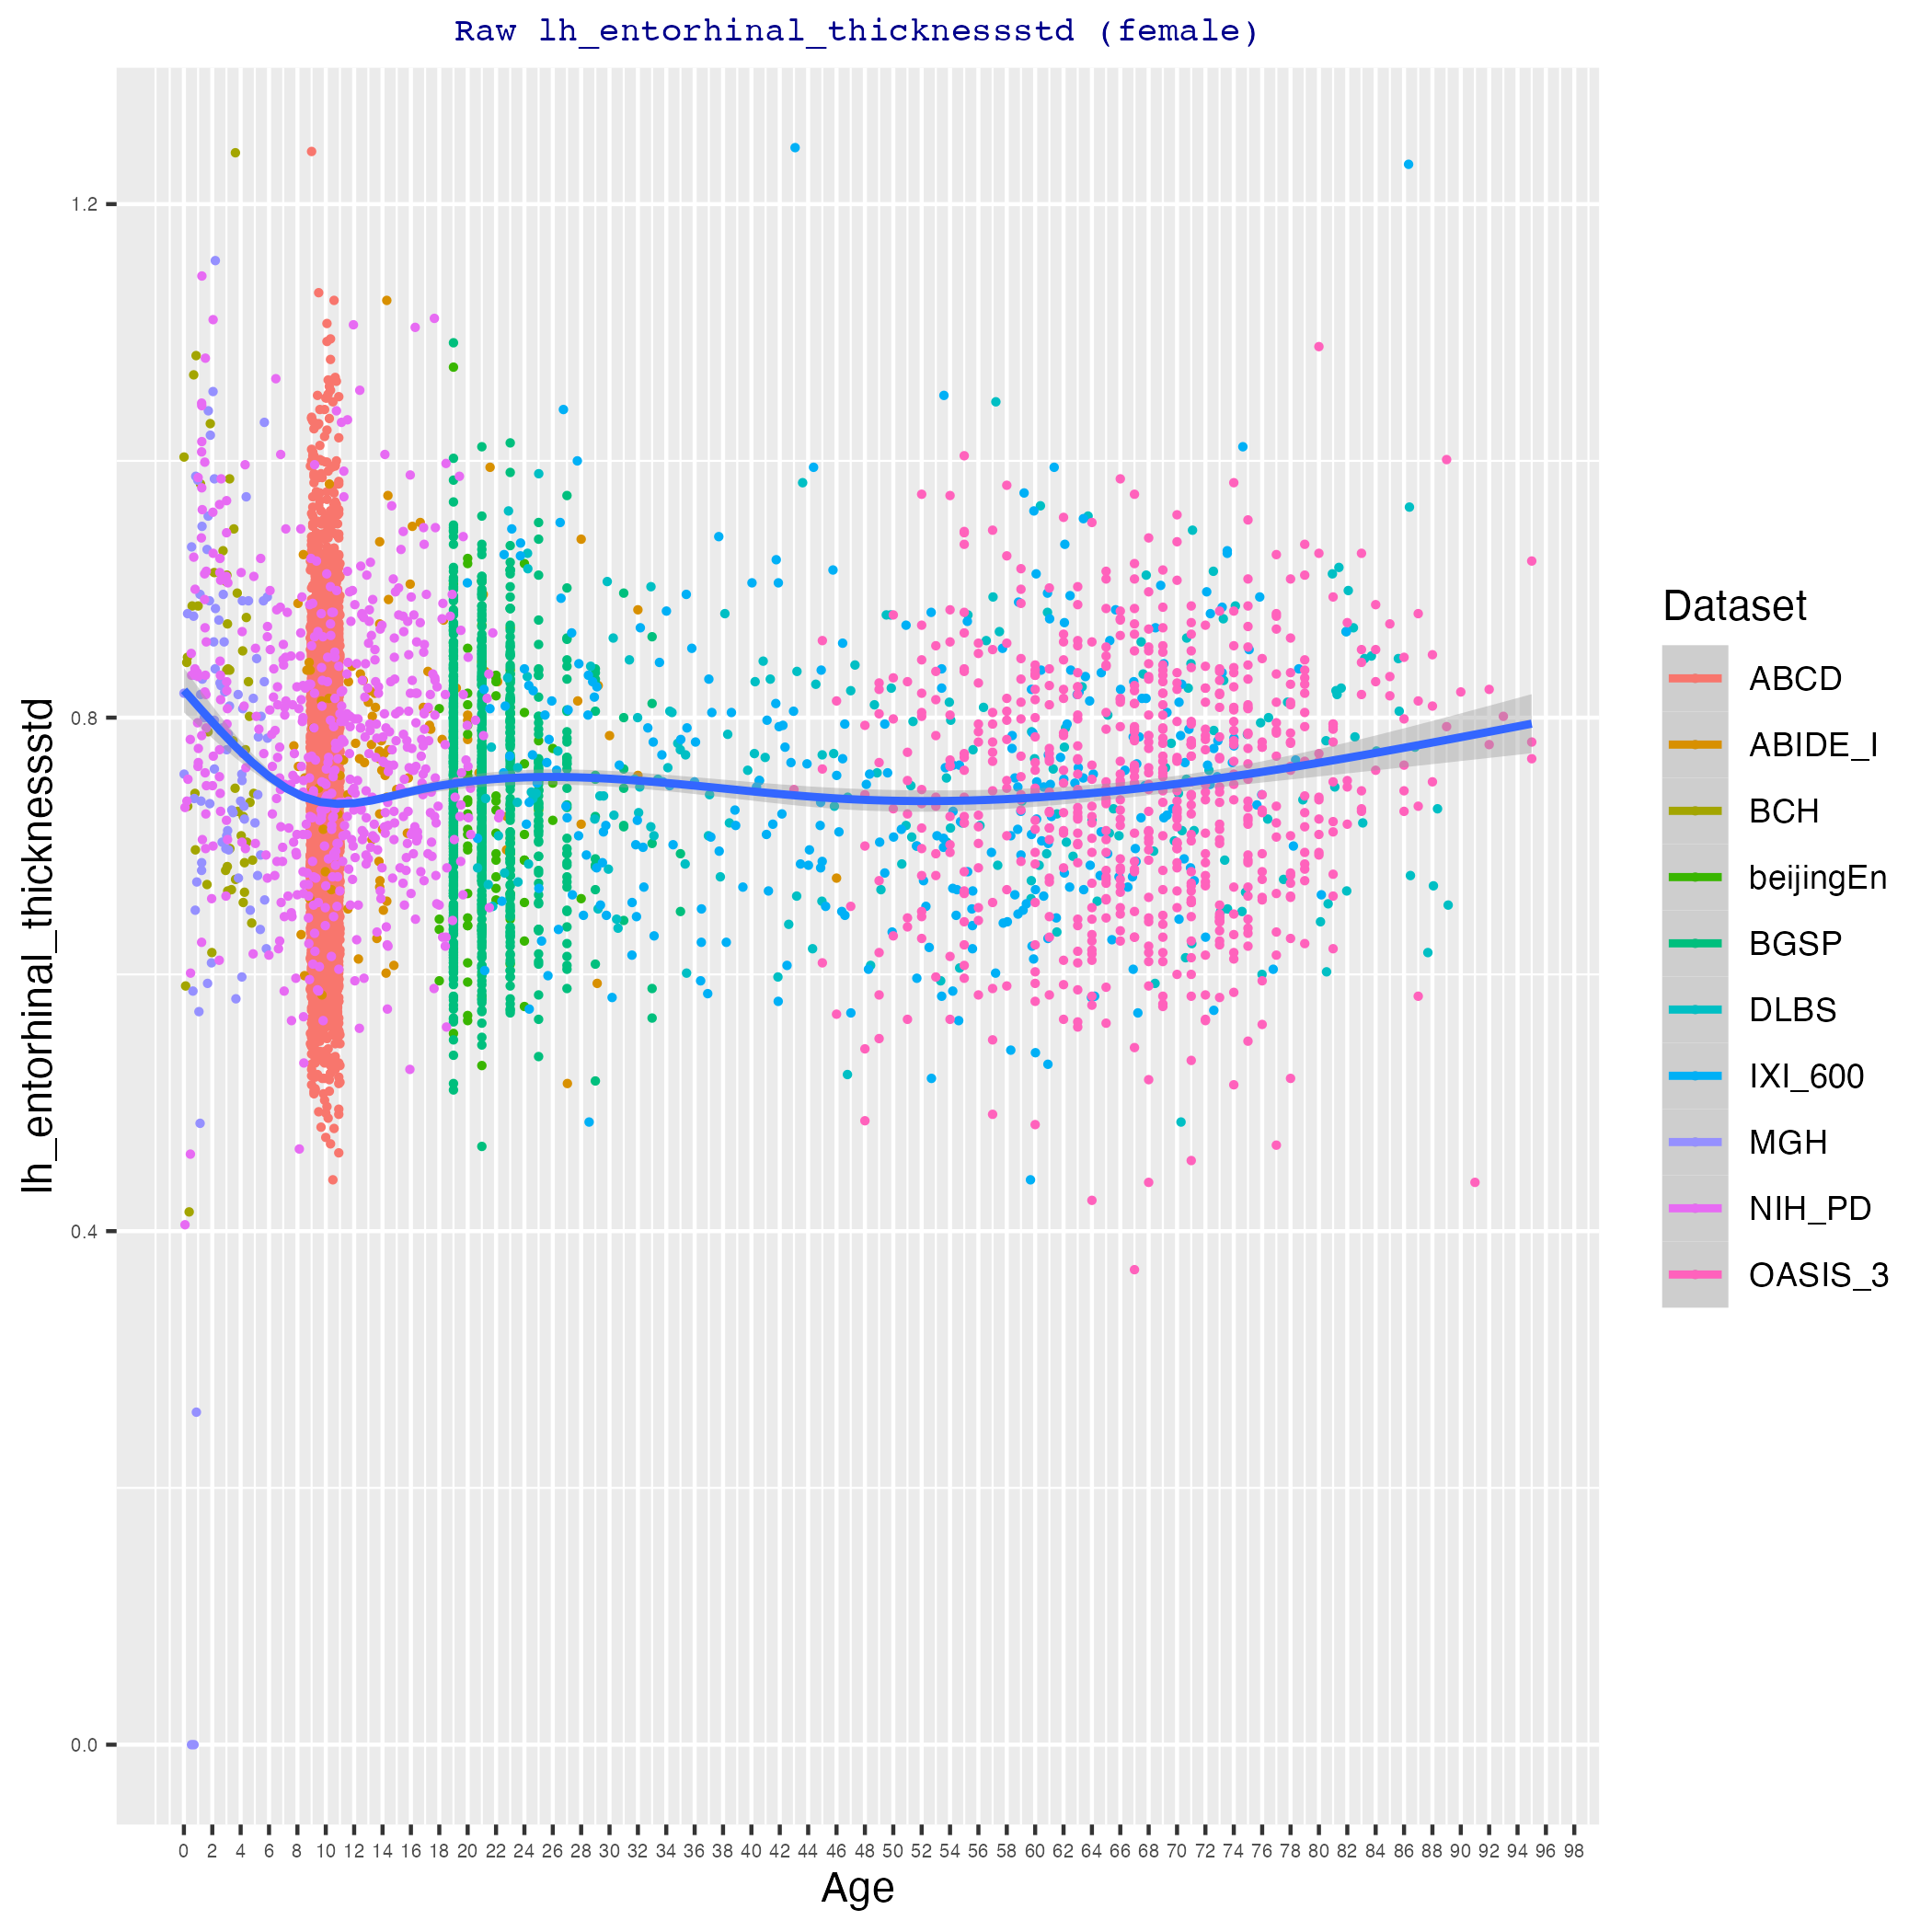 Raw lh_entorhinal_thicknessstd (female)
lh_entorhinal_thicknessstd
1.2
0.8
0.4
0.0
0 2 4 6 8 10 12 14 16 18 20 22 24 26 28 30 32 34 36 38 40 42 44 46 48 50 52 54 56 58 60 62 64 66 68 70 72 74 76 78 80 82 84 86 88 90 92 94 96 98
Age
Dataset
ABCD
ABIDE_I
BCH
beijingEn
BGSP
DLBS
IXI_600
MGH
NIH_PD
OASIS_3